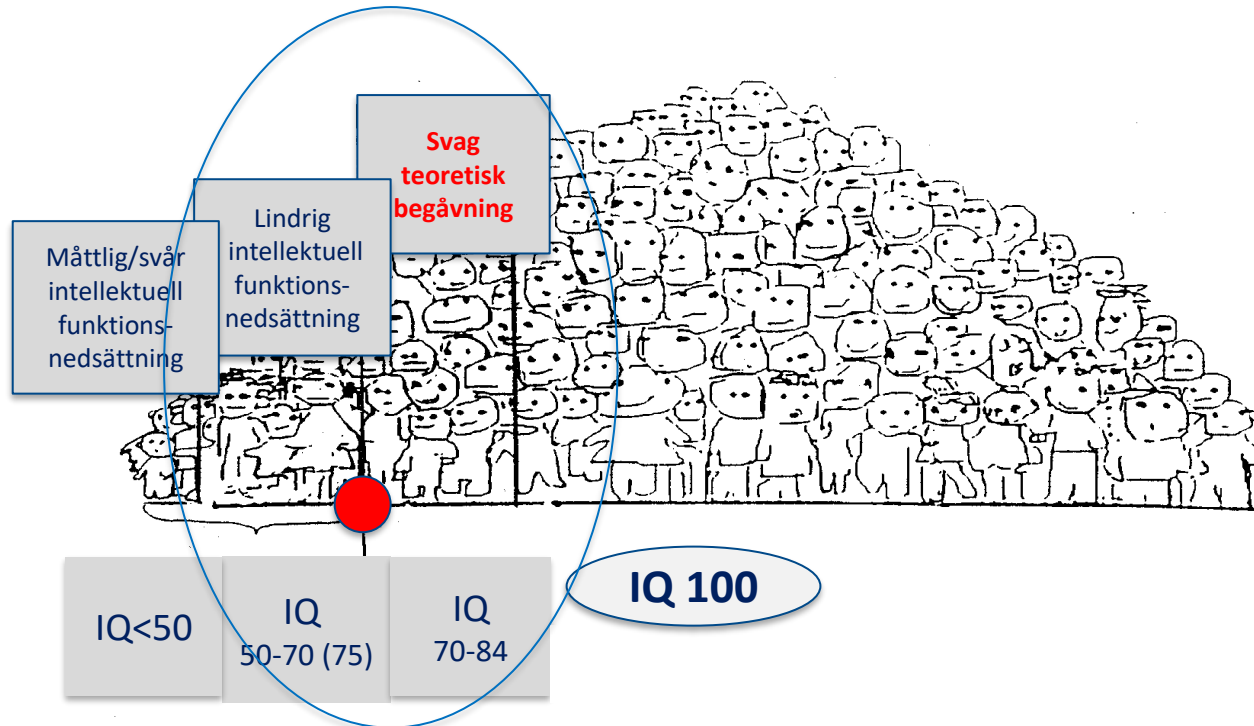 Svag
teoretisk
begåvning
Lindrig
intellektuell
funktions-
nedsättning
Måttlig/svår
intellektuell
funktions-
nedsättning
IQ<50
IQ
50-70 (75)
IQ
70-84
IQ 100